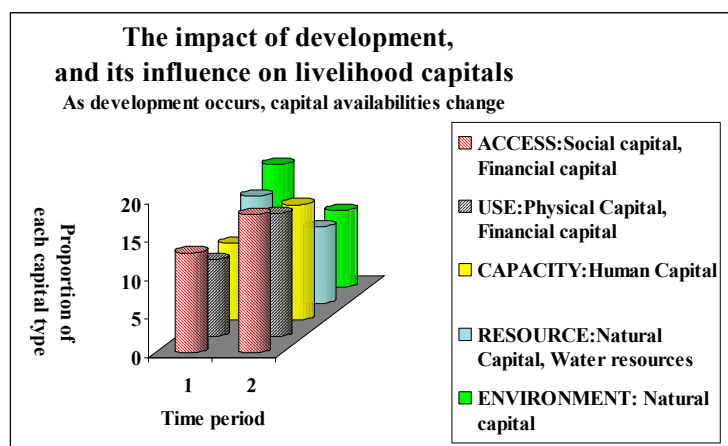 The impact of development,
and its influence on livelihood capitals
As development occurs, capital availabilities change
Proportion of
each capital type
20
15
10
5
0
1 2
Time period
ACCESS:Social capital,
Financial capital
USE:Physical Capital,
Financial capital
CAPACITY:Human Capital
RESOURCE:Natural
Capital, Water resources
ENVIRONMENT: Natural
capital